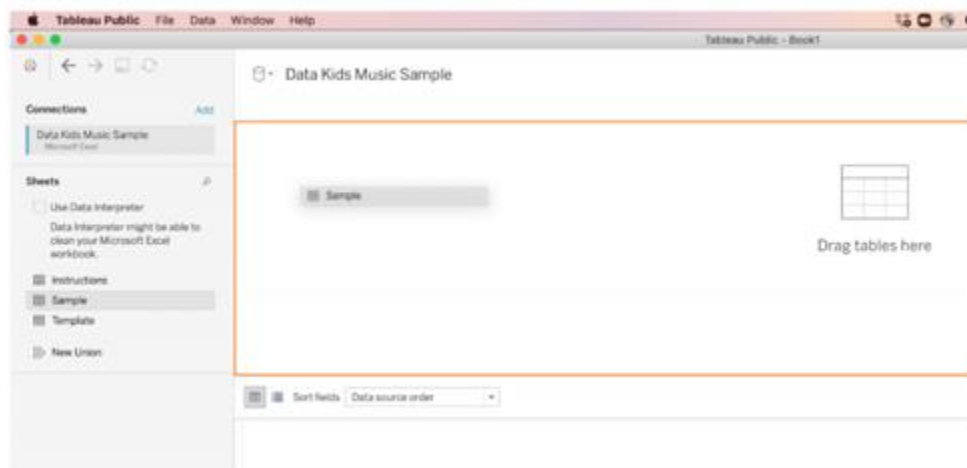 Tableau Public File Data Window Help
Tableau Public - Book1
Data Kids Music Sample
Connections Add
Data Kids Music Sample
Microsoft Excel
Sheets
Sample
Use Data Interpreter
Data Interpreter might be able to
clean your Microsoft Excel
workbook.
Drag tables here
Instructions
Sample
Template
New Union
Sort fields Data source order